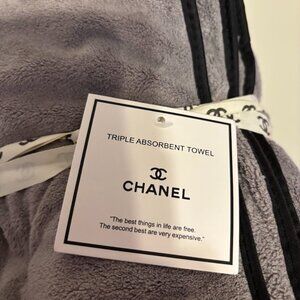 TRIPLE ABSORBENT TOWEL
CHANEL
"The best things in life are free.
The second best are very expensive."